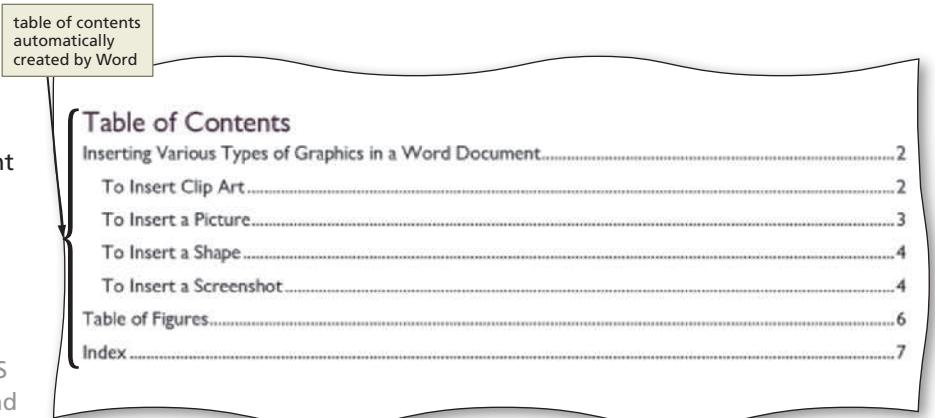 table of contents
automatically
created by Word
Table of Contents
Inserting Various Types of Graphics in a Word Document 2
To Insert Clip Art 2
To Insert a Picture 3
To Insert a Shape 4
To Insert a Screenshot 4
Table of Figures 6
Index 7